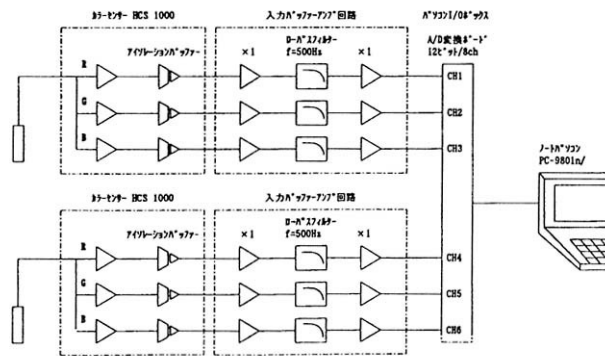 カラーセンサー HCS 1000
入力バッファーアンプ回路
パソコンI/Oボックス
A/D変換ボード
12ビット/8ch
アイソレーションバッファー
×1
ローパスフィルター
f=500Hz
×1
R
G
B
CH1
CH2
CH3
ノートパソコン
PC-9801n/
カラーセンサー HCS 1000
入力バッファーアンプ回路
アイソレーションバッファー
×1
ローパスフィルター
f=500Hz
×1
R
G
B
CH4
CH5
CH6